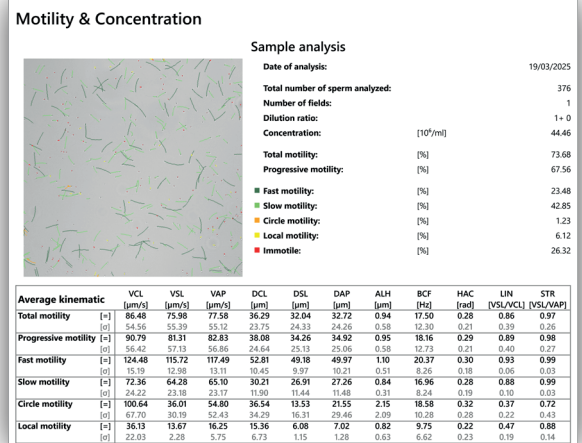 Motility & Concentration
Sample analysis
Date of analysis: 19/03/2025
Total number of sperm analyzed: 376
Number of fields: 1
Dilution ratio: 1+ 0
Concentration: [10⁶/ml] 44.46
Total motility: [%] 73.68
Progressive motility: [%] 67.56
Fast motility: [%] 23.48
Slow motility: [%] 42.85
Circle motility: [%] 1.23
Local motility: [%] 6.12
Immotile: [%] 26.32
Average kinematic VCL VSL VAP DCL DSL DAP ALH BCF HAC LIN STR
[µm/s] [µm/s] [µm/s] [µm] [µm] [µm] [µm] [Hz] [rad] [VSL/VCL] [VSL/VAP]
Total motility [=] 86.48 75.98 77.58 36.29 32.04 32.72 0.94 17.50 0.28 0.86 0.97
[σ] 54.56 55.39 55.12 23.75 24.33 24.26 0.58 12.30 0.21 0.39 0.26
Progressive motility [=] 90.79 81.31 82.83 38.08 34.26 34.92 0.95 18.16 0.29 0.89 0.98
[σ] 56.42 57.13 56.86 24.64 25.13 25.06 0.58 12.73 0.21 0.40 0.27
Fast motility [=] 124.48 115.72 117.49 52.81 49.18 49.97 1.10 20.37 0.30 0.93 0.99
[σ] 15.19 12.98 13.11 10.45 9.97 10.21 0.51 8.26 0.18 0.06 0.03
Slow motility [=] 72.36 64.28 65.10 30.21 26.91 27.26 0.84 16.96 0.28 0.88 0.99
[σ] 24.22 23.18 23.17 11.90 11.44 11.48 0.31 8.24 0.19 0.10 0.03
Circle motility [=] 100.64 36.01 54.80 36.54 13.53 21.55 2.15 18.58 0.32 0.37 0.72
[σ] 67.70 30.19 52.43 34.29 16.31 29.46 2.09 10.28 0.28 0.22 0.43
Local motility [=] 36.13 13.67 16.25 15.36 6.08 7.02 0.82 9.75 0.22 0.47 0.88
[σ] 22.03 2.28 5.75 6.73 1.15 1.28 0.63 6.62 0.23 0.19 0.14